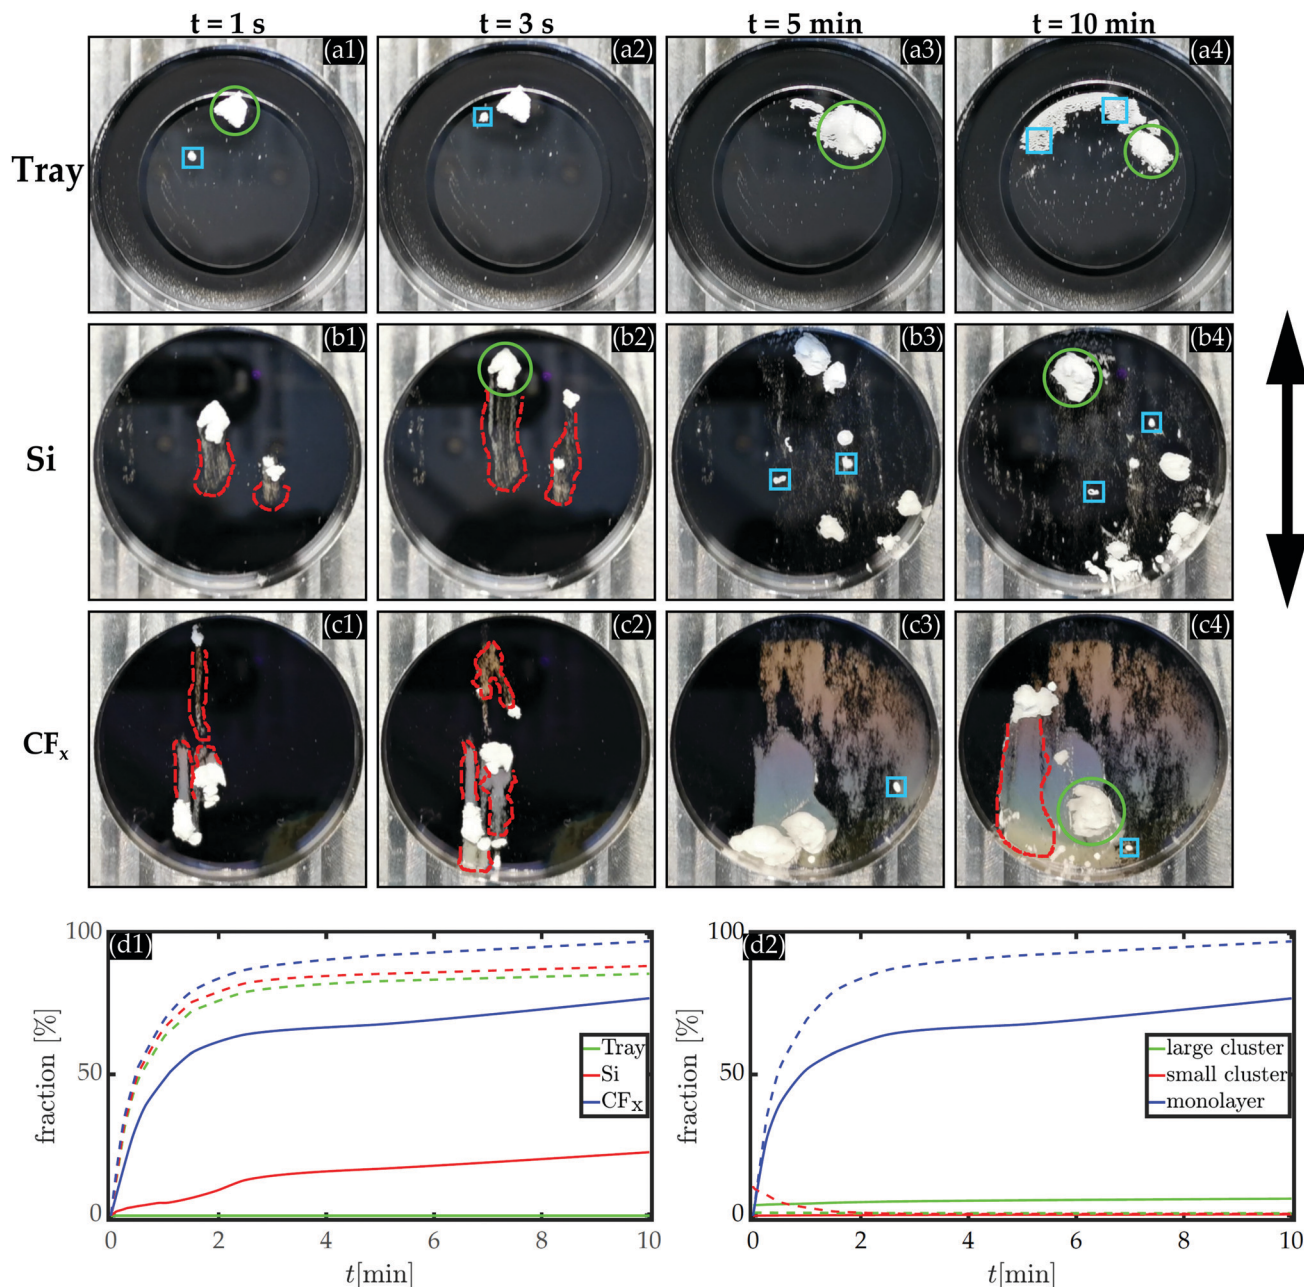 t = 1 s t = 3 s t = 5 min t = 10 min
(a1) (a2) (a3) (a4)
Tray
(b1) (b2) (b3) (b4)
Si
(c1) (c2) (c3) (c4)
CFx
(d1)
100
50
0
0 2 4 6 8 10
fraction [%]
t[min]
Tray
Si
CFx
(d2)
100
50
0
0 2 4 6 8 10
fraction [%]
t[min]
large cluster
small cluster
monolayer